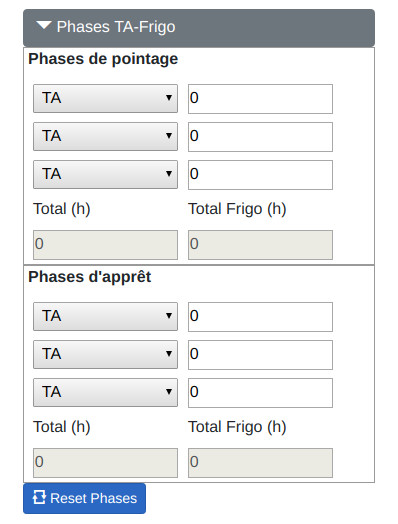 Phases TA-Frigo
Phases de pointage
TA 0
TA 0
TA 0
Total (h) Total Frigo (h)
0 0
Phases d'apprêt
TA 0
TA 0
TA 0
Total (h) Total Frigo (h)
0 0
Reset Phases